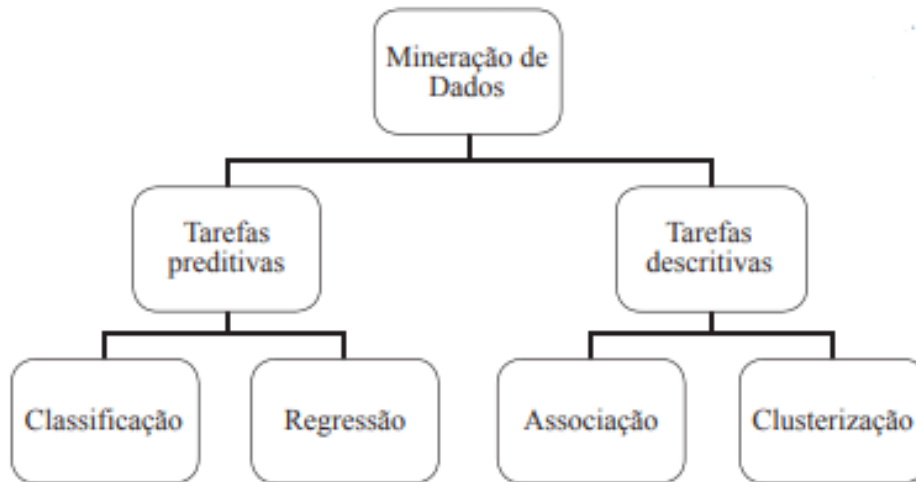 Mineração de
Dados
Tarefas
preditivas
Tarefas
descritivas
Classificação
Regressão
Associação
Clusterização